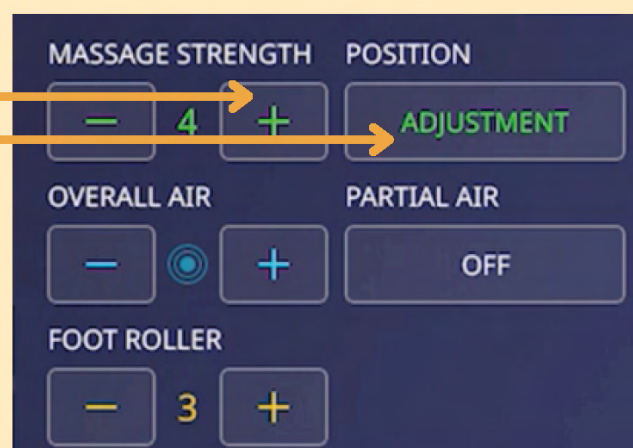 MASSAGE STRENGTH POSITION
− 4 + ADJUSTMENT
OVERALL AIR PARTIAL AIR
− + OFF
FOOT ROLLER
− 3 +